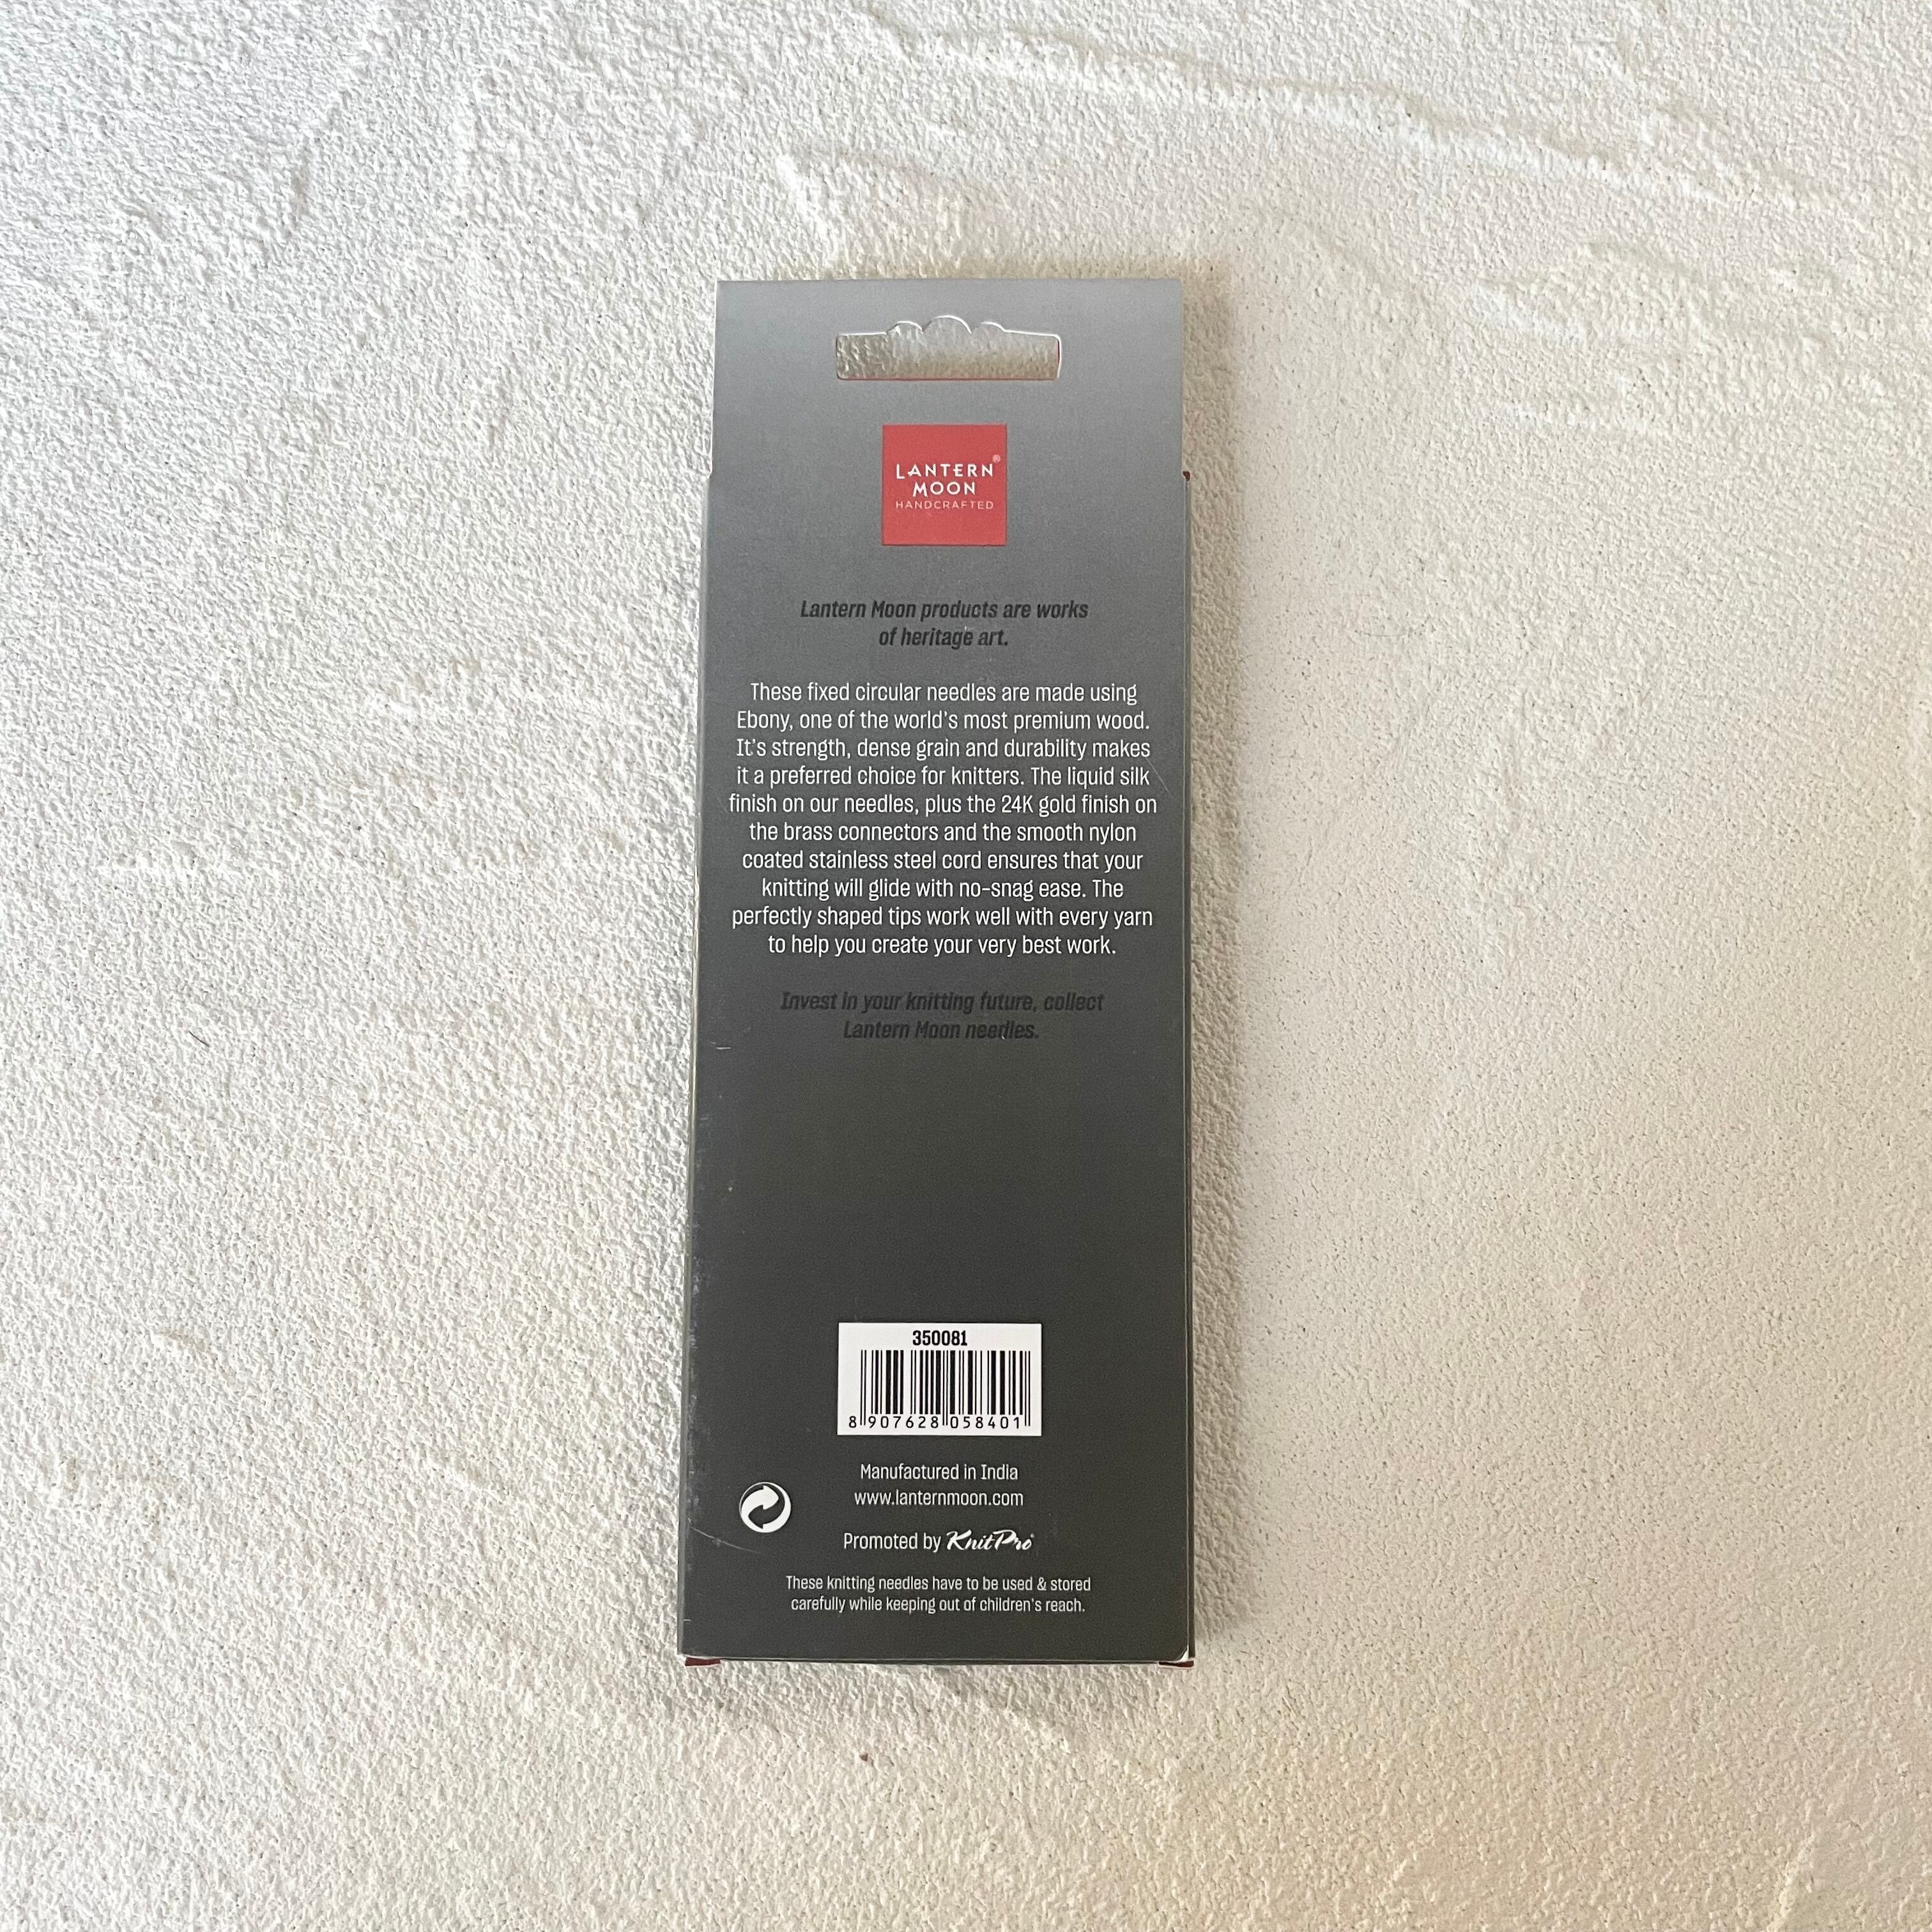 LANTERN®
MOON
HANDCRAFTED
Lantern Moon products are works
of heritage art.
These fixed circular needles are made using
Ebony, one of the world's most premium wood.
It's strength, dense grain and durability makes
it a preferred choice for knitters. The liquid silk
finish on our needles, plus the 24K gold finish on
the brass connectors and the smooth nylon
coated stainless steel cord ensures that your
knitting will glide with no-snag ease. The
perfectly shaped tips work well with every yarn
to help you create your very best work.
Invest in your knitting future, collect
Lantern Moon needles.
350081
8 907628 058401
Manufactured in India
www.lanternmoon.com
Promoted by KnitPro®
These knitting needles have to be used & stored
carefully while keeping out of children's reach.